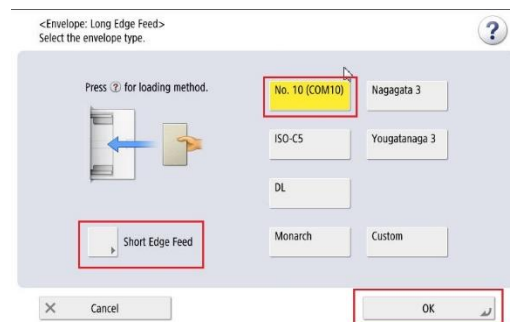 <Envelope: Long Edge Feed>
Select the envelope type.
?
Press ? for loading method.
No. 10 (COM10)
Nagagata 3
ISO-C5
Yougatanaga 3
DL
Short Edge Feed
Monarch
Custom
× Cancel
OK